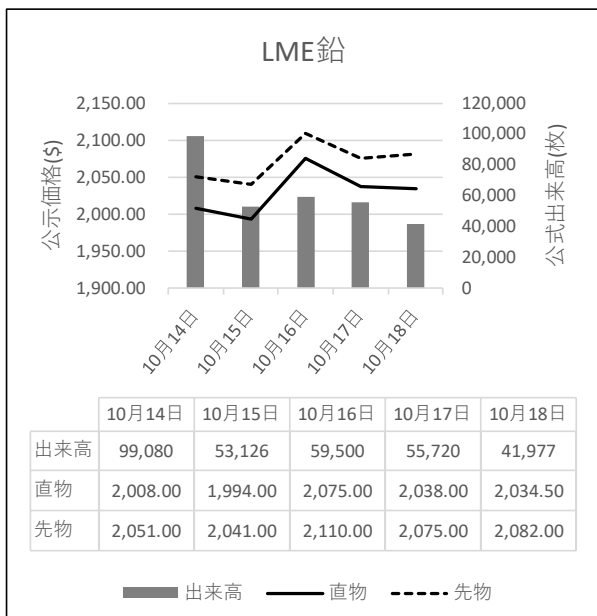 LME鉛
公示価格($)
2,150.00
2,100.00
2,050.00
2,000.00
1,950.00
1,900.00
120,000
100,000
80,000
60,000
40,000
20,000
0
公式出来高(枚)
10月14日
10月15日
10月16日
10月17日
10月18日
10月14日 10月15日 10月16日 10月17日 10月18日
出来高 99,080 53,126 59,500 55,720 41,977
直物 2,008.00 1,994.00 2,075.00 2,038.00 2,034.50
先物 2,051.00 2,041.00 2,110.00 2,075.00 2,082.00
出来高 直物 先物